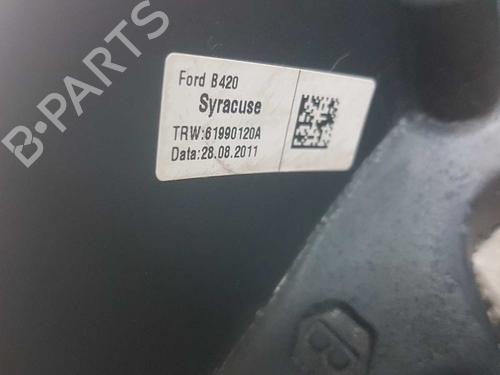 B-PARTS
Ford B420
Syracuse
TRW:61990120A
Data:28.08.2011